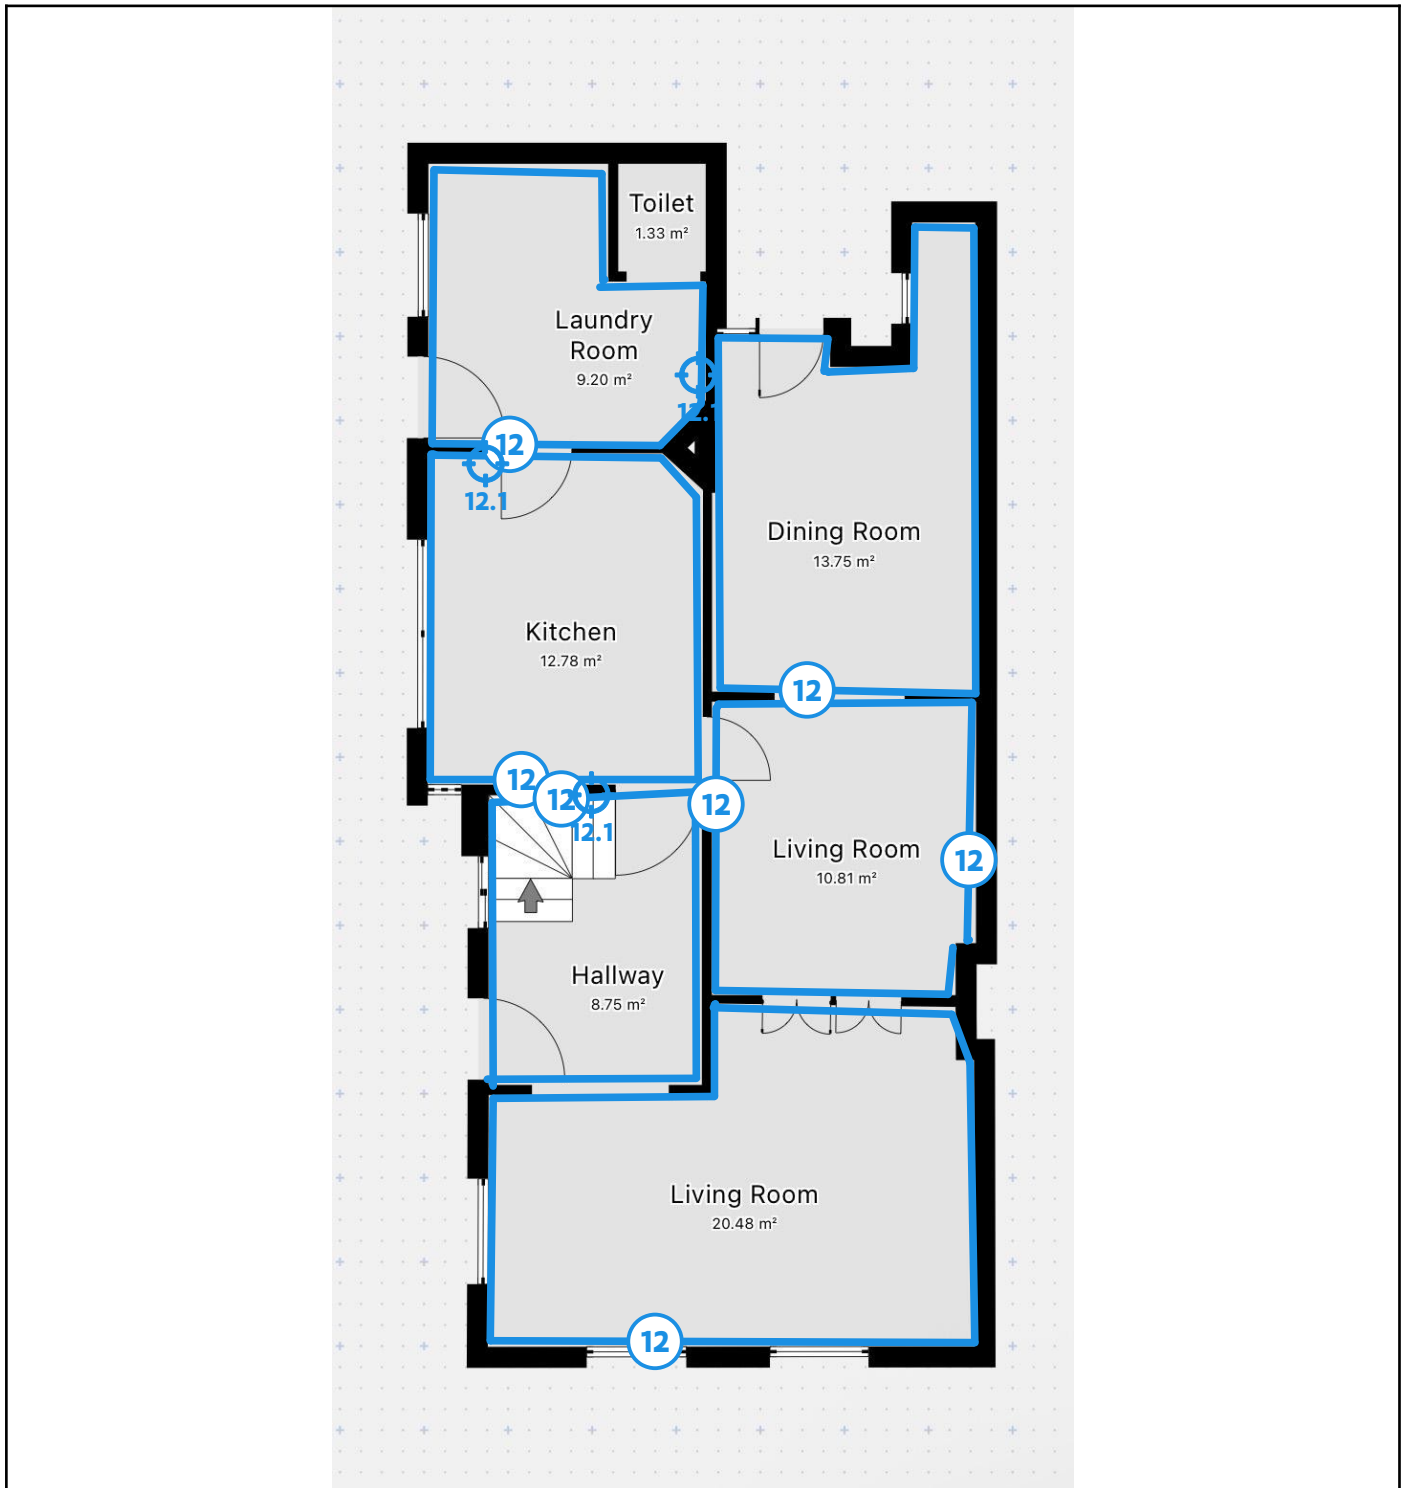 Toilet
1.33 m²
Laundry
Room
9.20 m²
12
12.1
Dining Room
13.75 m²
Kitchen
12.78 m²
12
12
12
12.1
12
Living Room
10.81 m²
12
Hallway
8.75 m²
Living Room
20.48 m²
12